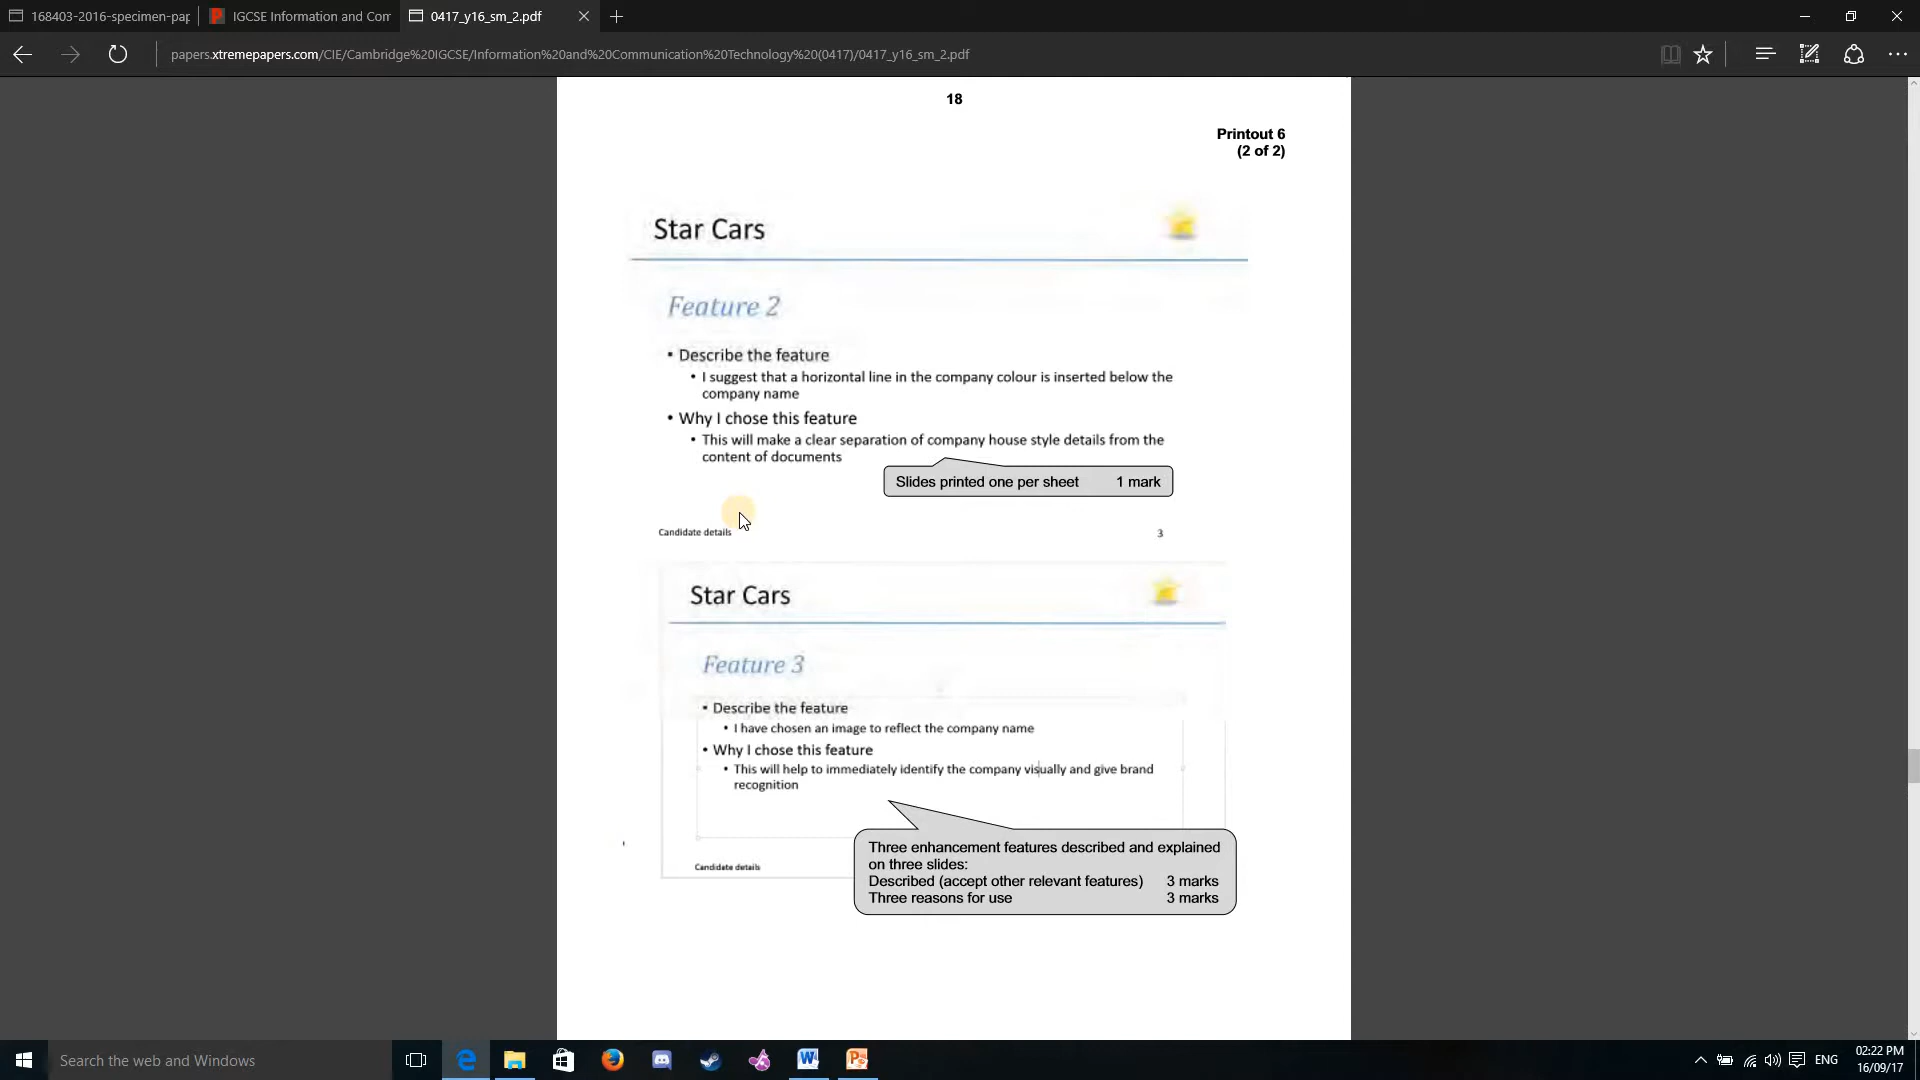 168403-2016-specimen-pap
IGCSE Information and Com
0417_y16_sm_2.pdf
papers.xtremepapers.com/CIE/Cambridge%20IGCSE/Information%20and%20Communication%20Technology%20(0417)/0417_y16_sm_2.pdf
18
Printout 6
(2 of 2)
Star Cars
Feature 2
• Describe the feature
• I suggest that a horizontal line in the company colour is inserted below the
company name
• Why I chose this feature
• This will make a clear separation of company house style details from the
content of documents
Slides printed one per sheet 1 mark
Candidate details 3
Star Cars
Feature 3
• Describe the feature
• I have chosen an image to reflect the company name
• Why I chose this feature
• This will help to immediately identify the company visually and give brand
recognition
Three enhancement features described and explained
on three slides:
Described (accept other relevant features) 3 marks
Three reasons for use 3 marks
Candidate details
Search the web and Windows
ENG
02:22 PM
16/09/17